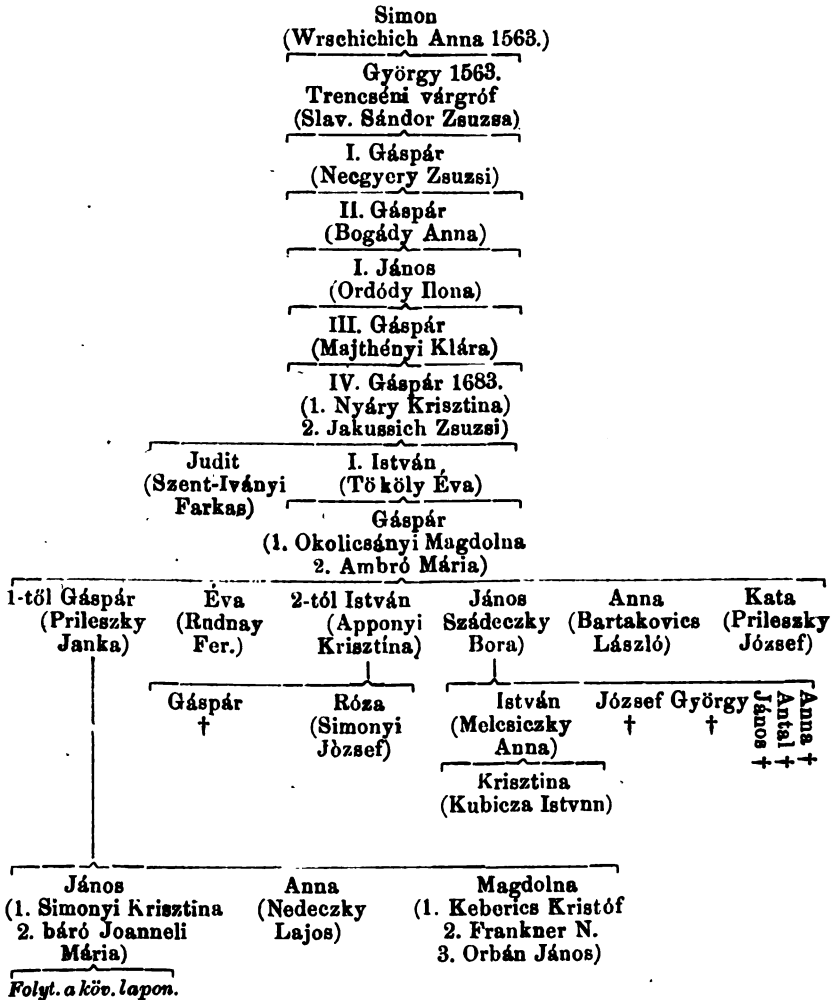 Simon
(Wrschichich Anna 1563.)
György 1563.
Trencséni várgróf
(Slav. Sándor Zsuzsa)
I. Gáspár
(Necgyery Zsuzsi)
II. Gáspár
(Bogády Anna)
I. János
(Ordódy Ilona)
III. Gáspár
(Majthényi Klára)
IV. Gáspár 1683.
(1. Nyáry Krisztina)
2. Jakussich Zsuzsi)
Judit
(Szent-Iványi
Farkas)
I. István
(Tököly Éva)
Gáspár
(1. Okolicsányi Magdolna
2. Ambró Mária)
1-től Gáspár
(Prileszky
Janka)
Éva
(Rndnay
Fer.)
2-tól István
(Apponyi
Krisztína)
János
Szádeczky
Bora)
Anna
(Bartakovics
László)
Kata
(Prileszky
József)
Gáspár
†
Róza
(Simonyi
József)
István
(Melcsiczky
Anna)
József
†
György
†
János †
Antal †
Anna †
Krisztina
(Kubicza Istvnn)
János
(1. Simonyi Krisztina
2. báró Joanneli
Mária)
Anna
(Nedeczky
Lajos)
Magdolna
(1. Keberics Kristóf
2. Frankner N.
3. Orbán János)
Folyt. a köv. lapon.